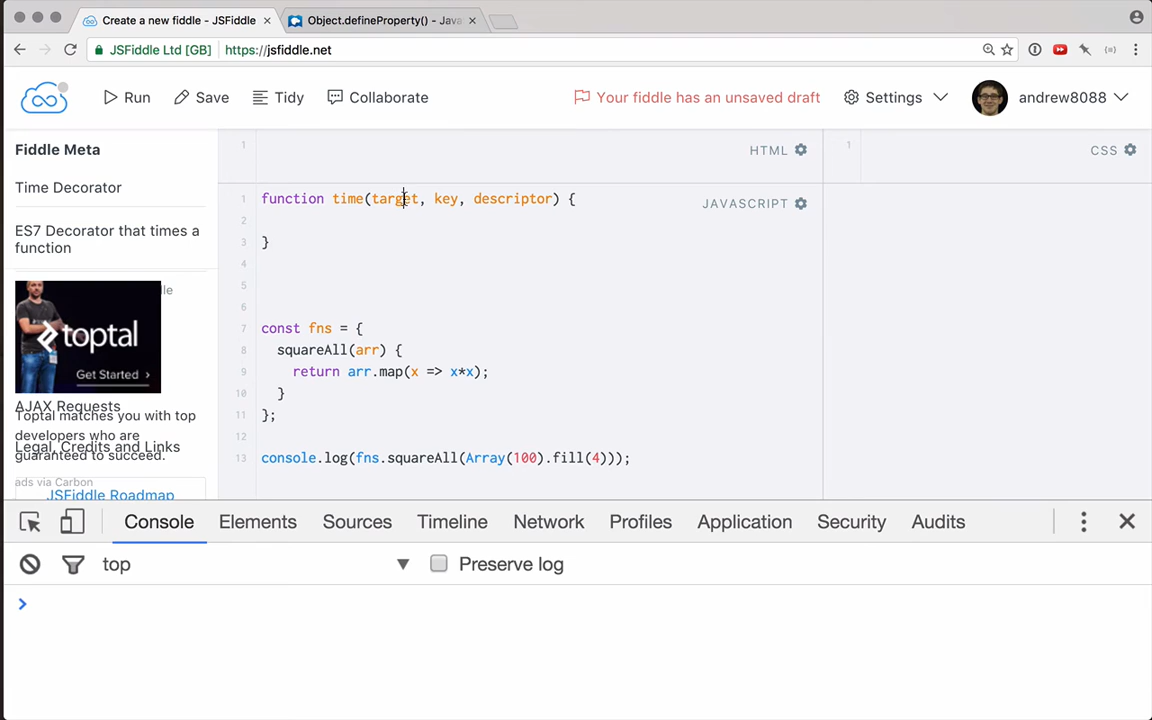 Create a new fiddle - JSFiddle
Object.defineProperty() - Java
JSFiddle Ltd [GB] https://jsfiddle.net
Run Save Tidy Collaborate Your fiddle has an unsaved draft Settings andrew8088
Fiddle Meta
Time Decorator
ES7 Decorator that times a
function
toptal
Get Started ›
AJAX Requests
Toptal matches you with top
developers who are
Legal, Credits and Links
guaranteed to succeed.
ads via Carbon
JSFiddle Roadmap
1
HTML
1
CSS
JAVASCRIPT
1 function time(target, key, descriptor) {
2
3 }
4
5
6
7 const fns = {
8 squareAll(arr) {
9 return arr.map(x => x*x);
10 }
11 };
12
13 console.log(fns.squareAll(Array(100).fill(4)));
Console Elements Sources Timeline Network Profiles Application Security Audits
top Preserve log